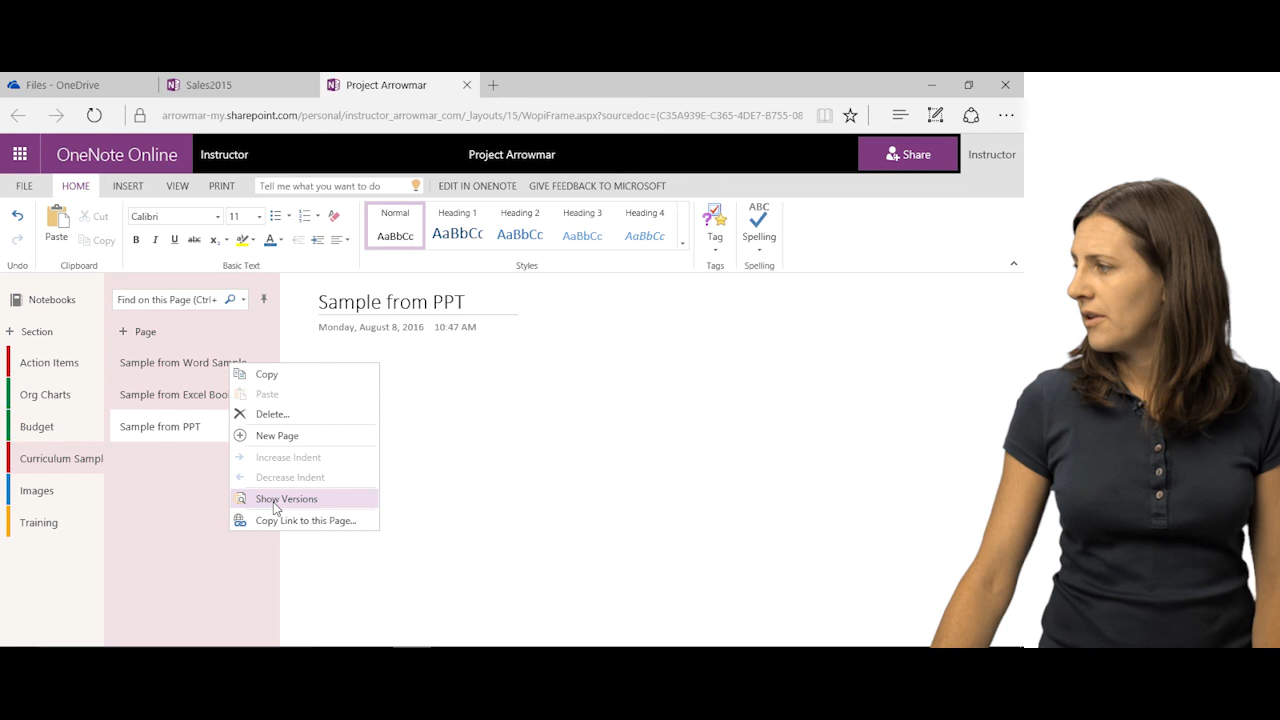 Files - OneDrive
Sales2015
Project Arrowmar
arrowmar-my.sharepoint.com/personal/instructor_arrowmar_com/_layouts/15/WopiFrame.aspx?sourcedoc={C35A939E-C365-4DE7-B755-08
OneNote Online
Instructor
Project Arrowmar
Share
Instructor
FILE HOME INSERT VIEW PRINT Tell me what you want to do EDIT IN ONENOTE GIVE FEEDBACK TO MICROSOFT
Paste
Cut
Copy
Calibri 11
B I U abc x₂ A
Normal Heading 1 Heading 2 Heading 3 Heading 4
AaBbCc AaBbCc AaBbCc AaBbCc AaBbCc
Tag
ABC
Spelling
Undo Clipboard Basic Text Styles Tags Spelling
Notebooks
Section
Action Items
Org Charts
Budget
Curriculum Sampl
Images
Training
Find on this Page (Ctrl+
Page
Sample from Word Sample
Sample from Excel Boo
Sample from PPT
Copy
Paste
Delete...
New Page
Increase Indent
Decrease Indent
Show Versions
Copy Link to this Page...
Sample from PPT
Monday, August 8, 2016 10:47 AM